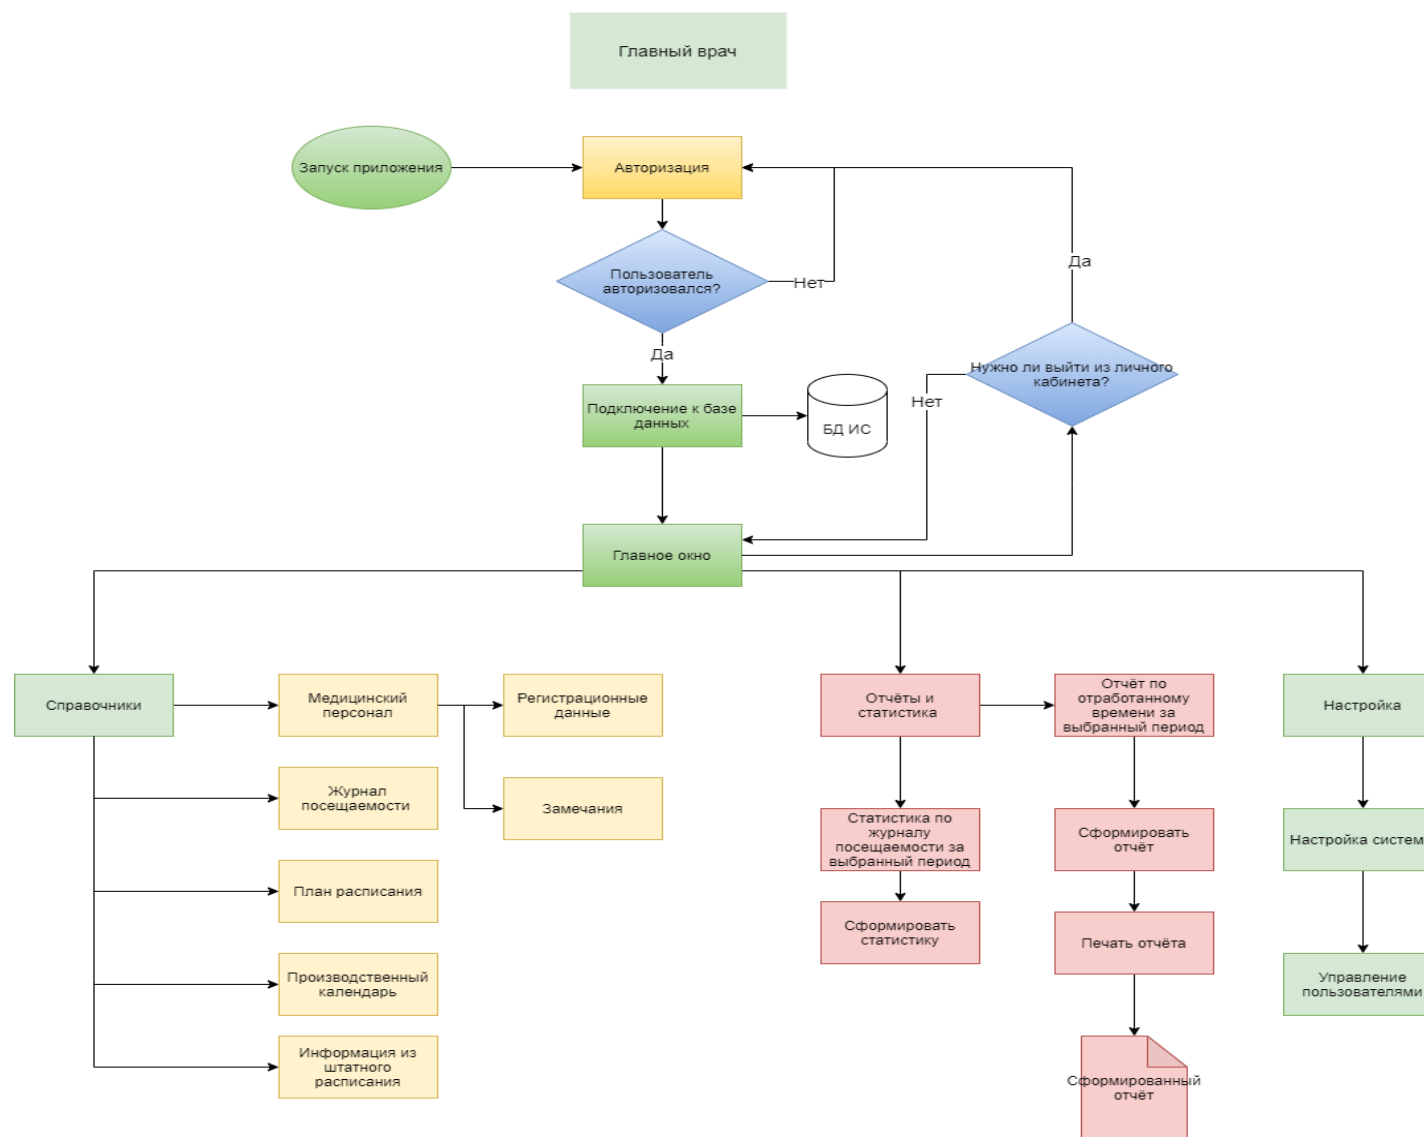 Главный врач
Запуск приложения
Авторизация
Пользователь
авторизовался?
Нет
Да
Да
Нужно ли выйти из личного
кабинета?
Нет
Подключение к базе
данных
БД ИС
Главное окно
Справочники
Медицинский
персонал
Регистрационные
данные
Замечания
Журнал
посещаемости
План расписания
Производственный
календарь
Информация из
штатного
расписания
Отчёты и
статистика
Отчёт по
отработанному
времени за
выбранный период
Статистика по
журналу
посещаемости за
выбранный период
Сформировать
статистику
Сформировать
отчёт
Печать отчёта
Сформированный
отчёт
Настройка
Настройка систем
Управление
пользователями